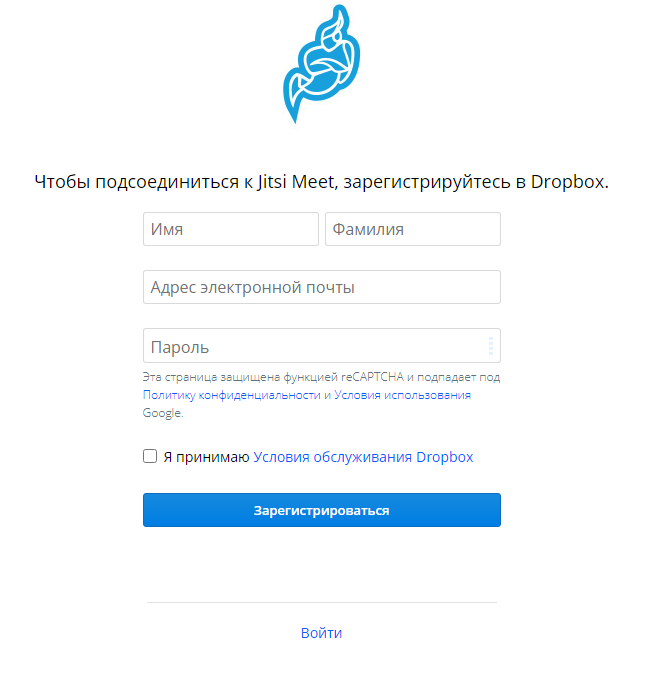 Чтобы подсоединиться к Jitsi Meet, зарегистрируйтесь в Dropbox.
Имя Фамилия
Адрес электронной почты
Пароль
Эта страница защищена функцией reCAPTCHA и подпадает под
Политику конфиденциальности и Условия использования
Google.
Я принимаю Условия обслуживания Dropbox
Зарегистрироваться
Войти